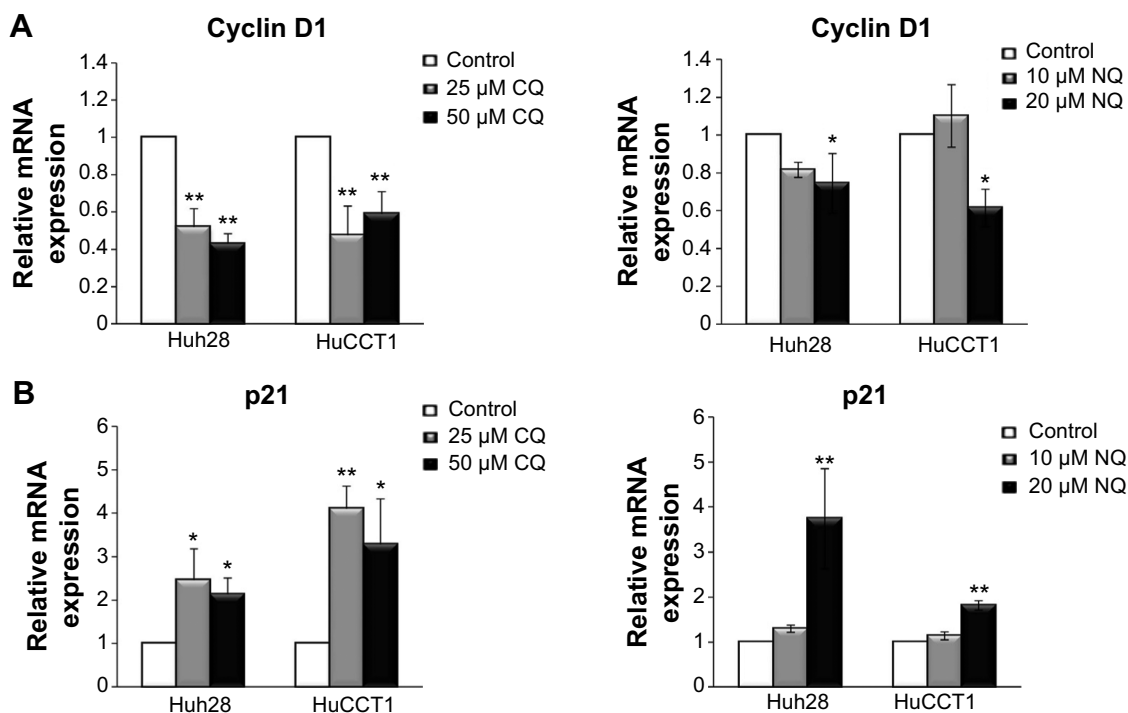 A
Cyclin D1
Relative mRNA
expression
1.4
1.2
1
0.8
0.6
0.4
0.2
0
** ** ** **
Huh28 HuCCT1
Control
25 µM CQ
50 µM CQ
Cyclin D1
Relative mRNA
expression
1.4
1.2
1
0.8
0.6
0.4
0.2
0
* *
Huh28 HuCCT1
Control
10 µM NQ
20 µM NQ
B
p21
Relative mRNA
expression
6
5
4
3
2
1
0
* * ** *
Huh28 HuCCT1
Control
25 µM CQ
50 µM CQ
p21
Relative mRNA
expression
6
5
4
3
2
1
0
** **
Huh28 HuCCT1
Control
10 µM NQ
20 µM NQ